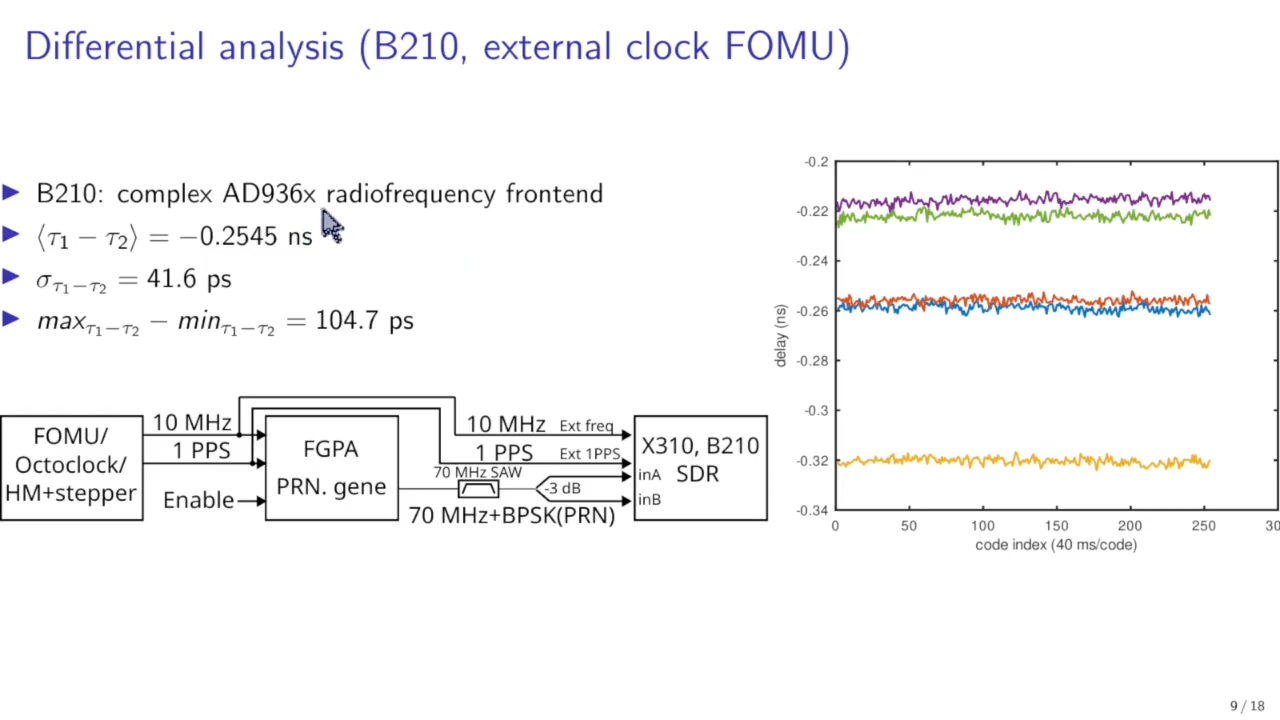 Differential analysis (B210, external clock FOMU)
B210: complex AD936x radiofrequency frontend
⟨τ1 − τ2⟩ = −0.2545 ns
στ1−τ2 = 41.6 ps
maxτ1−τ2 − minτ1−τ2 = 104.7 ps
FOMU/
Octoclock/
HM+stepper
10 MHz
1 PPS
Enable
FGPA
PRN. gene
70 MHz SAW
-3 dB
70 MHz+BPSK(PRN)
10 MHz Ext freq
1 PPS Ext 1PPS
inA
inB
X310, B210
SDR
delay (ns)
-0.2
-0.22
-0.24
-0.26
-0.28
-0.3
-0.32
-0.34
0 50 100 150 200 250 30
code index (40 ms/code)
9 / 18